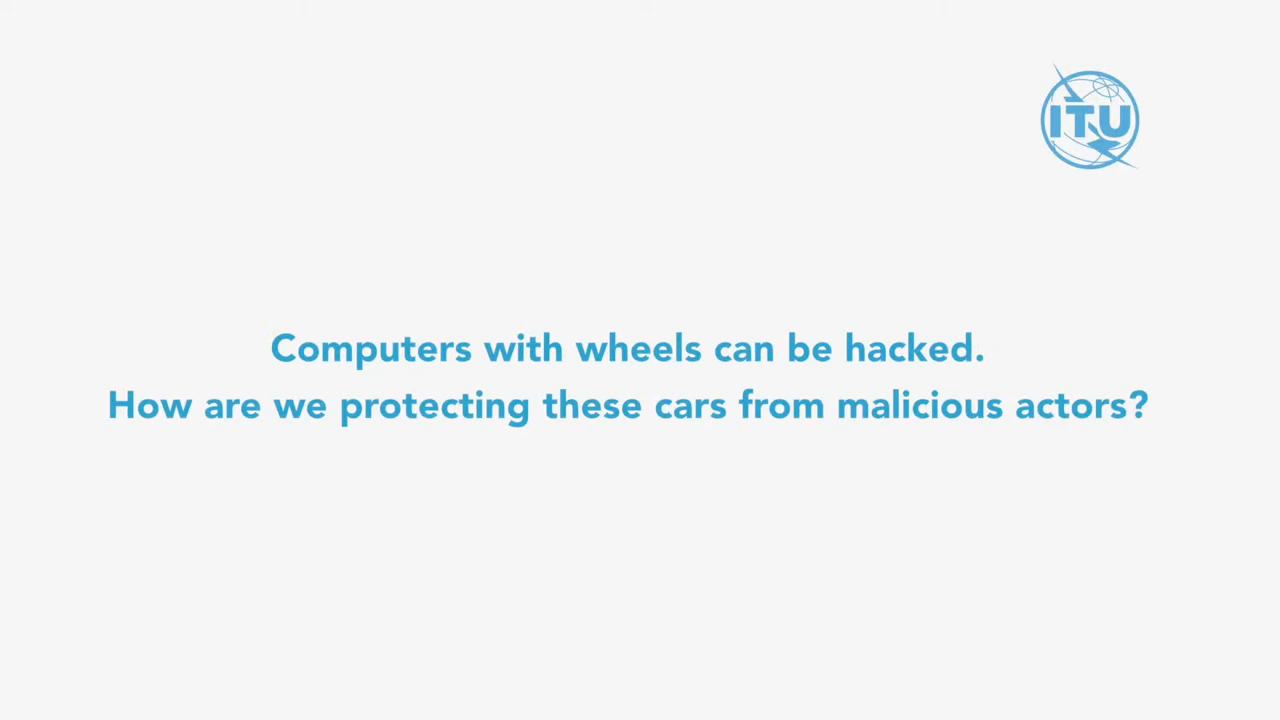 ITU
Computers with wheels can be hacked.
How are we protecting these cars from malicious actors?